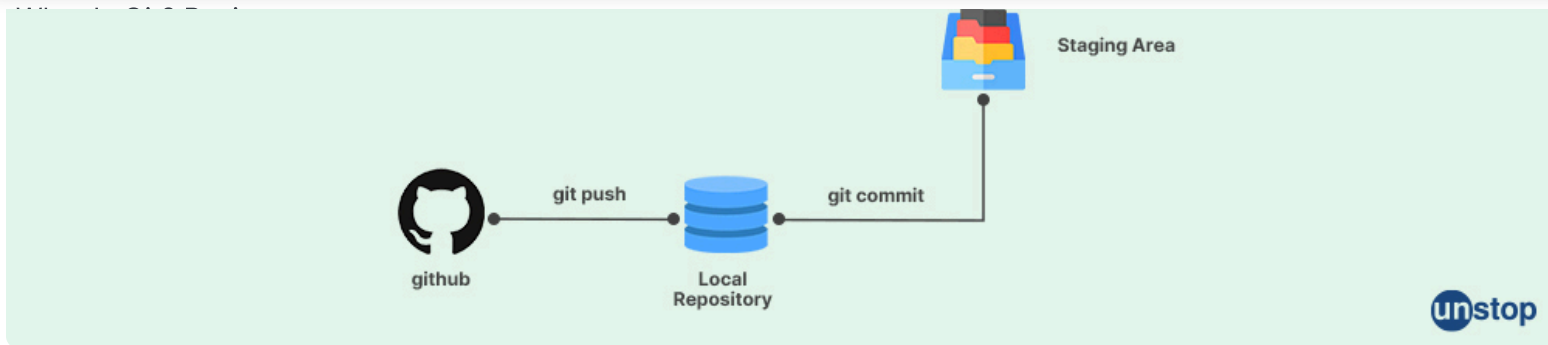 Staging Area
git push
git commit
github
Local
Repository
unstop